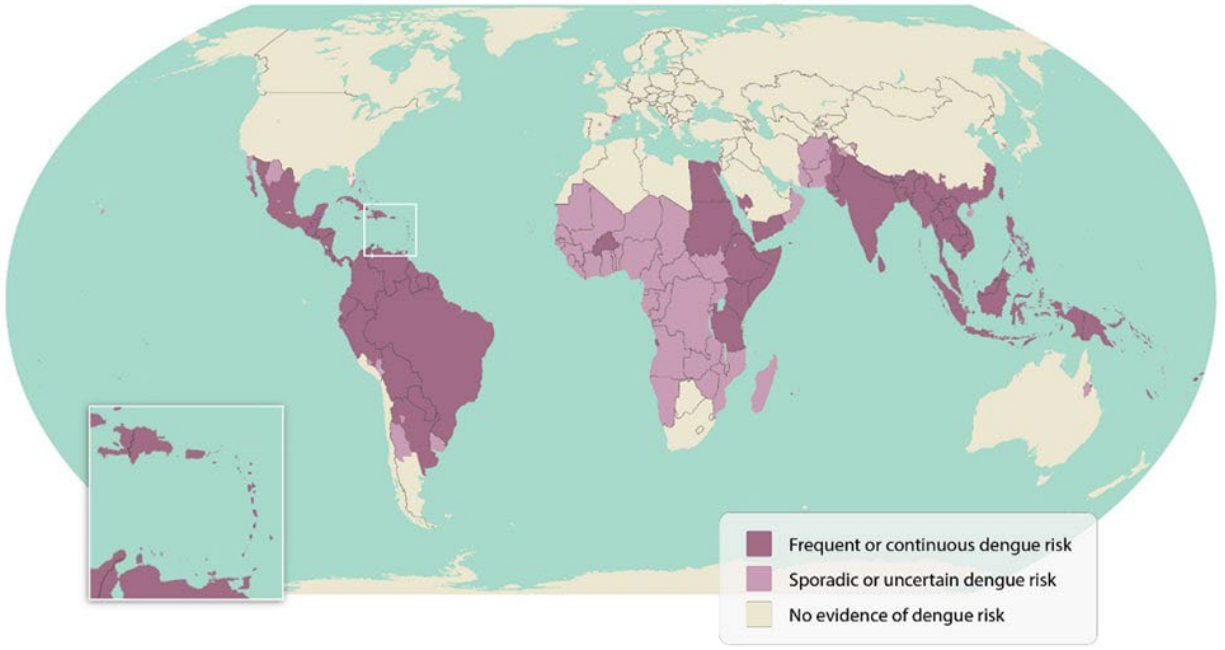 Frequent or continuous dengue risk
Sporadic or uncertain dengue risk
No evidence of dengue risk